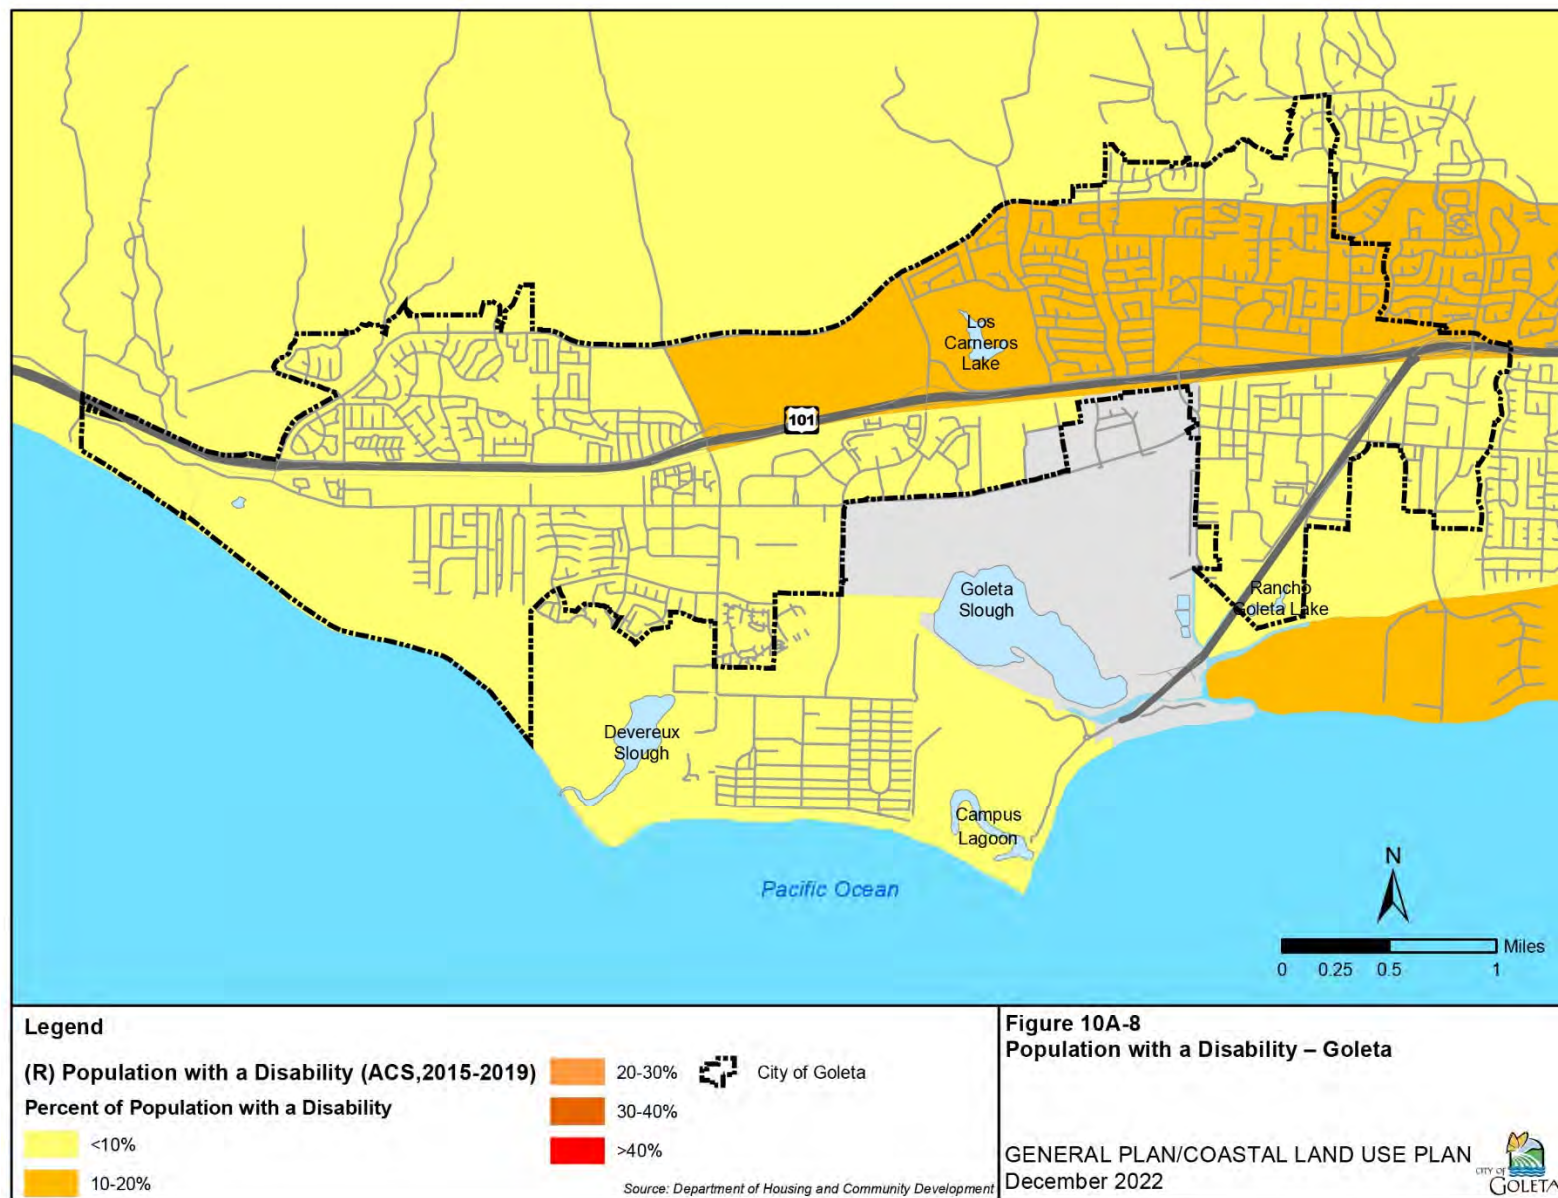 Los
Carneros
Lake
101
Goleta
Slough
Rancho
Goleta Lake
Devereux
Slough
Campus
Lagoon
Pacific Ocean
N
Miles
0 0.25 0.5 1
Legend
(R) Population with a Disability (ACS,2015-2019)
Percent of Population with a Disability
<10%
10-20%
20-30%
30-40%
>40%
City of Goleta
Source: Department of Housing and Community Development
Figure 10A-8
Population with a Disability – Goleta
GENERAL PLAN/COASTAL LAND USE PLAN
December 2022
CITY OF
GOLETA